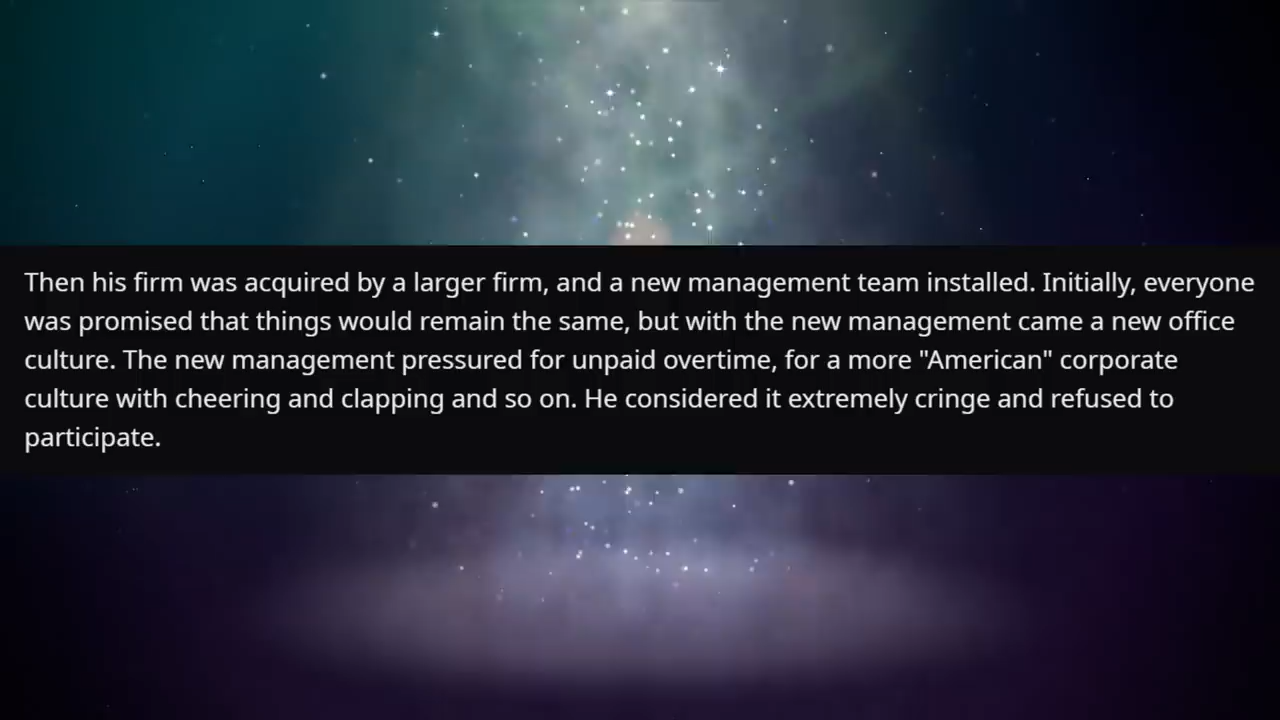 Then his firm was acquired by a larger firm, and a new management team installed. Initially, everyone
was promised that things would remain the same, but with the new management came a new office
culture. The new management pressured for unpaid overtime, for a more "American" corporate
culture with cheering and clapping and so on. He considered it extremely cringe and refused to
participate.